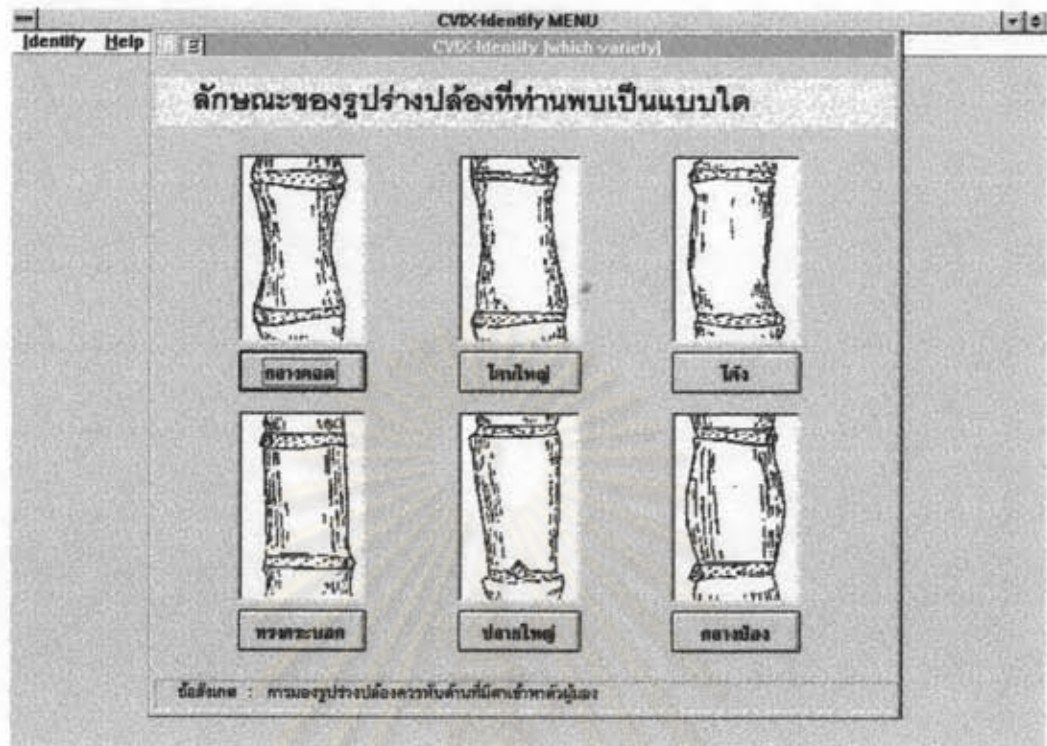 CVIX-Identify MENU
Identify Help
CVIX-Identify [which variety]
ลักษณะของรูปร่างปล้องที่ท่านพบเป็นแบบใด
กลางคอด โคนใหญ่ โค้ง
ทรงกระบอก ปลายใหญ่ กลางป่อง
ข้อสังเกต : การมองรูปร่างปล้องควรหันด้านที่มีตาเข้าหาตัวผู้มอง